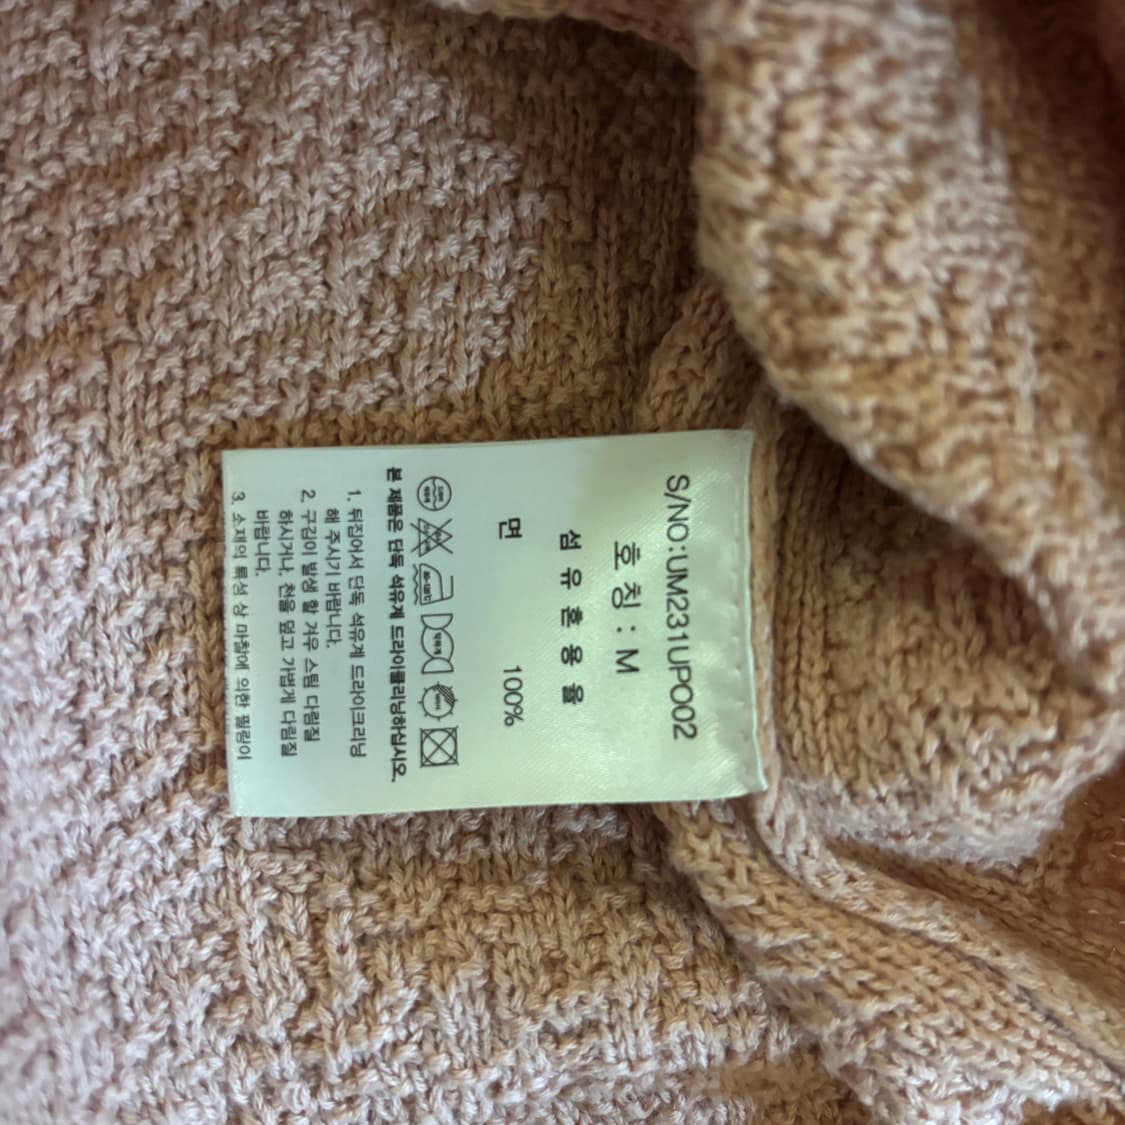 S/NO:UM231UPO02
호 칭 : M
섬 유 혼 용 율
면 100%
본 제품은 단독 석유계 드라이클리닝하십시오.
1. 뒤집어서 단독 석유계 드라이크리닝
해 주시기 바랍니다.
2. 구김이 발생 할 겨우 스팀 다림질
하시거나, 천을 덮고 가볍게 다림질
바랍니다.
3. 소재의 특성 상 마찰에 의한 필링이